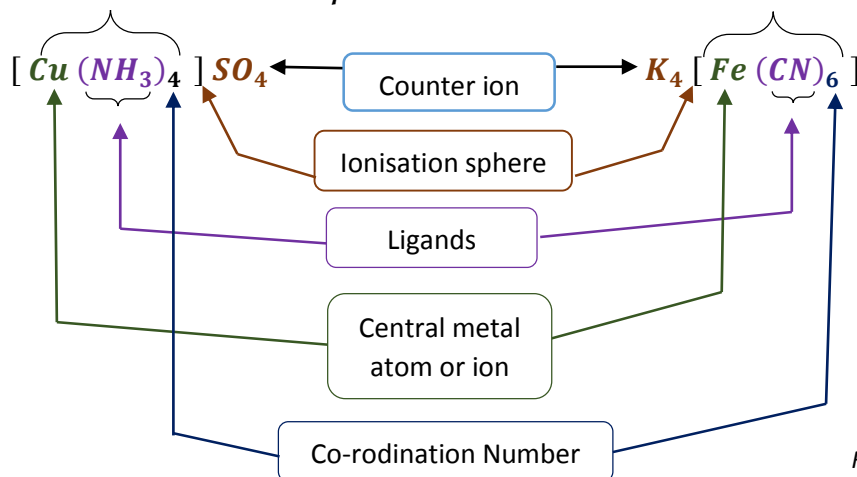 [ Cu (NH₃)₄ ] SO₄ Counter ion K₄ [ Fe (CN)₆ ]
Ionisation sphere
Ligands
Central metal
atom or ion
Co-rodination Number